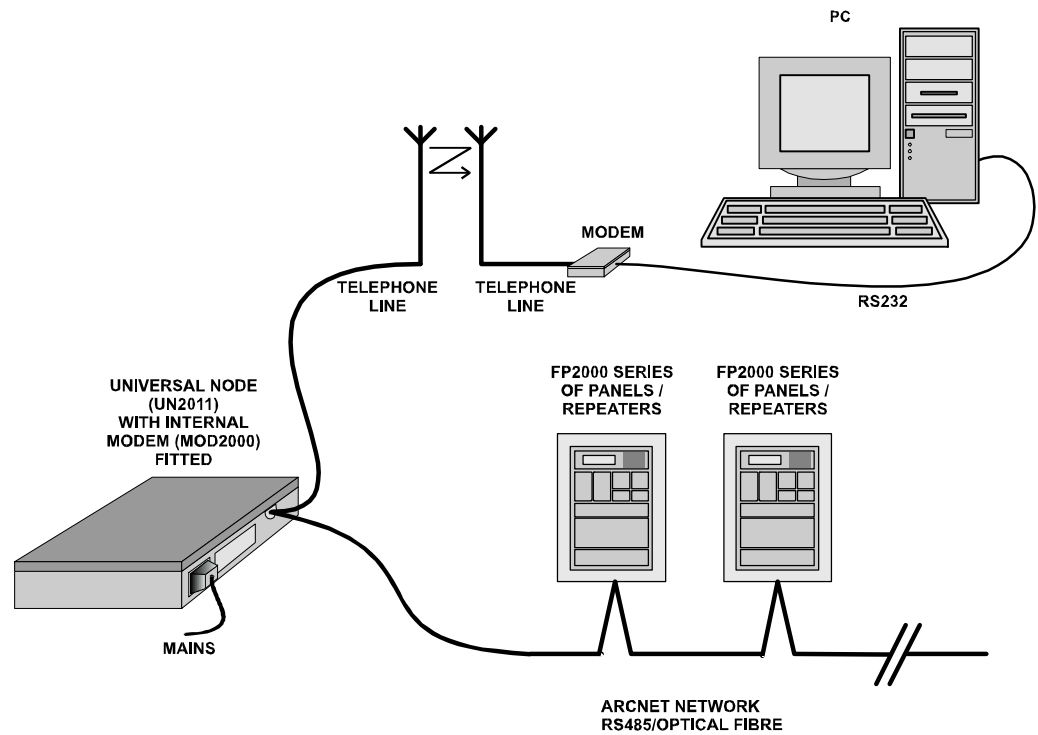 PC
MODEM
TELEPHONE
LINE
TELEPHONE
LINE
RS232
UNIVERSAL NODE
(UN2011)
WITH INTERNAL
MODEM (MOD2000)
FITTED
FP2000 SERIES
OF PANELS /
REPEATERS
FP2000 SERIES
OF PANELS /
REPEATERS
MAINS
ARCNET NETWORK
RS485/OPTICAL FIBRE